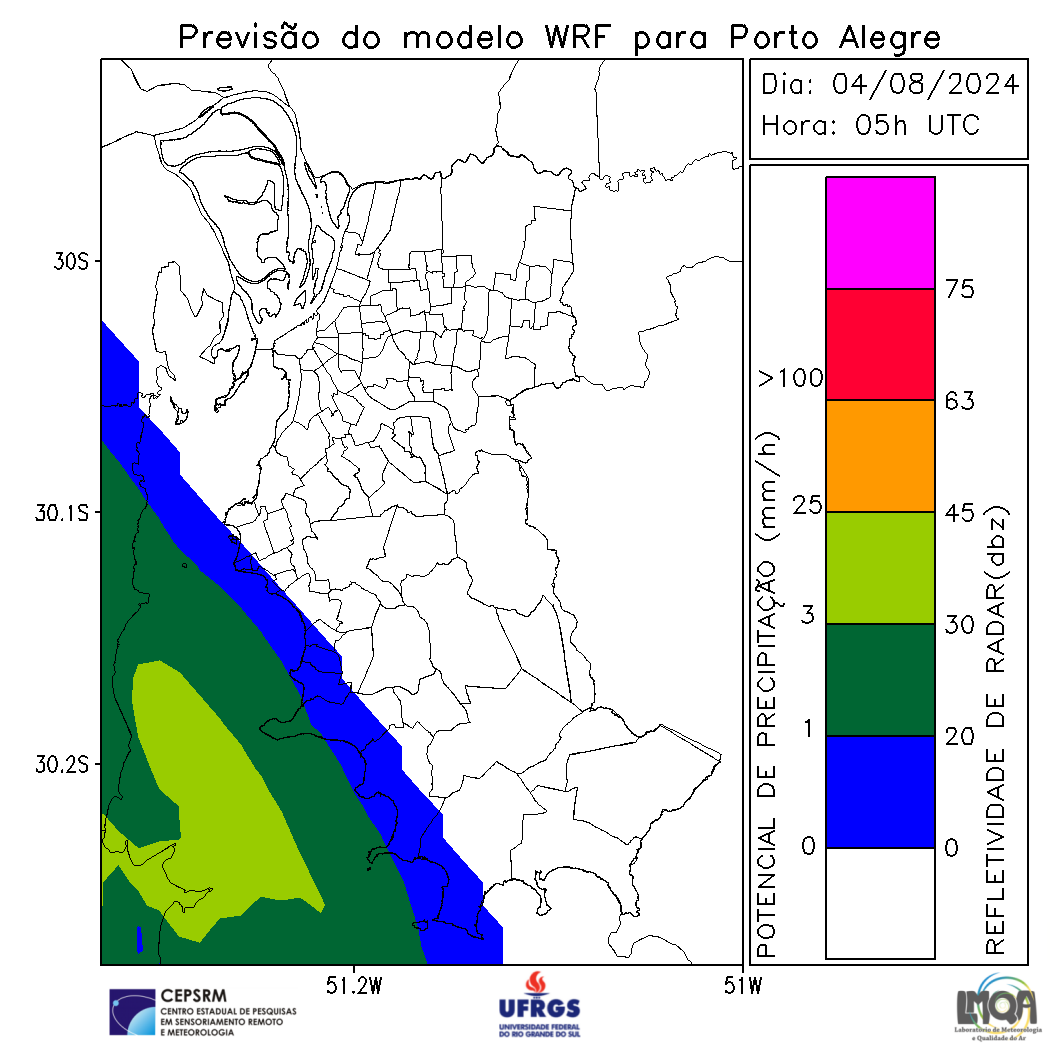 Previsão do modelo WRF para Porto Alegre
Dia: 04/08/2024
Hora: 05h UTC
30S
30.1S
30.2S
51.2W
51W
POTENCIAL DE PRECIPITAÇÃO (mm/h)
>100
25
3
1
0
75
63
45
30
20
0
REFLETIVIDADE DE RADAR(dbz)
CEPSRM
CENTRO ESTADUAL DE PESQUISAS
EM SENSORIAMENTO REMOTO
E METEOROLOGIA
UFRGS
UNIVERSIDADE FEDERAL
DO RIO GRANDE DO SUL
LMQA
Laboratório de Meteorologia
e Qualidade do Ar